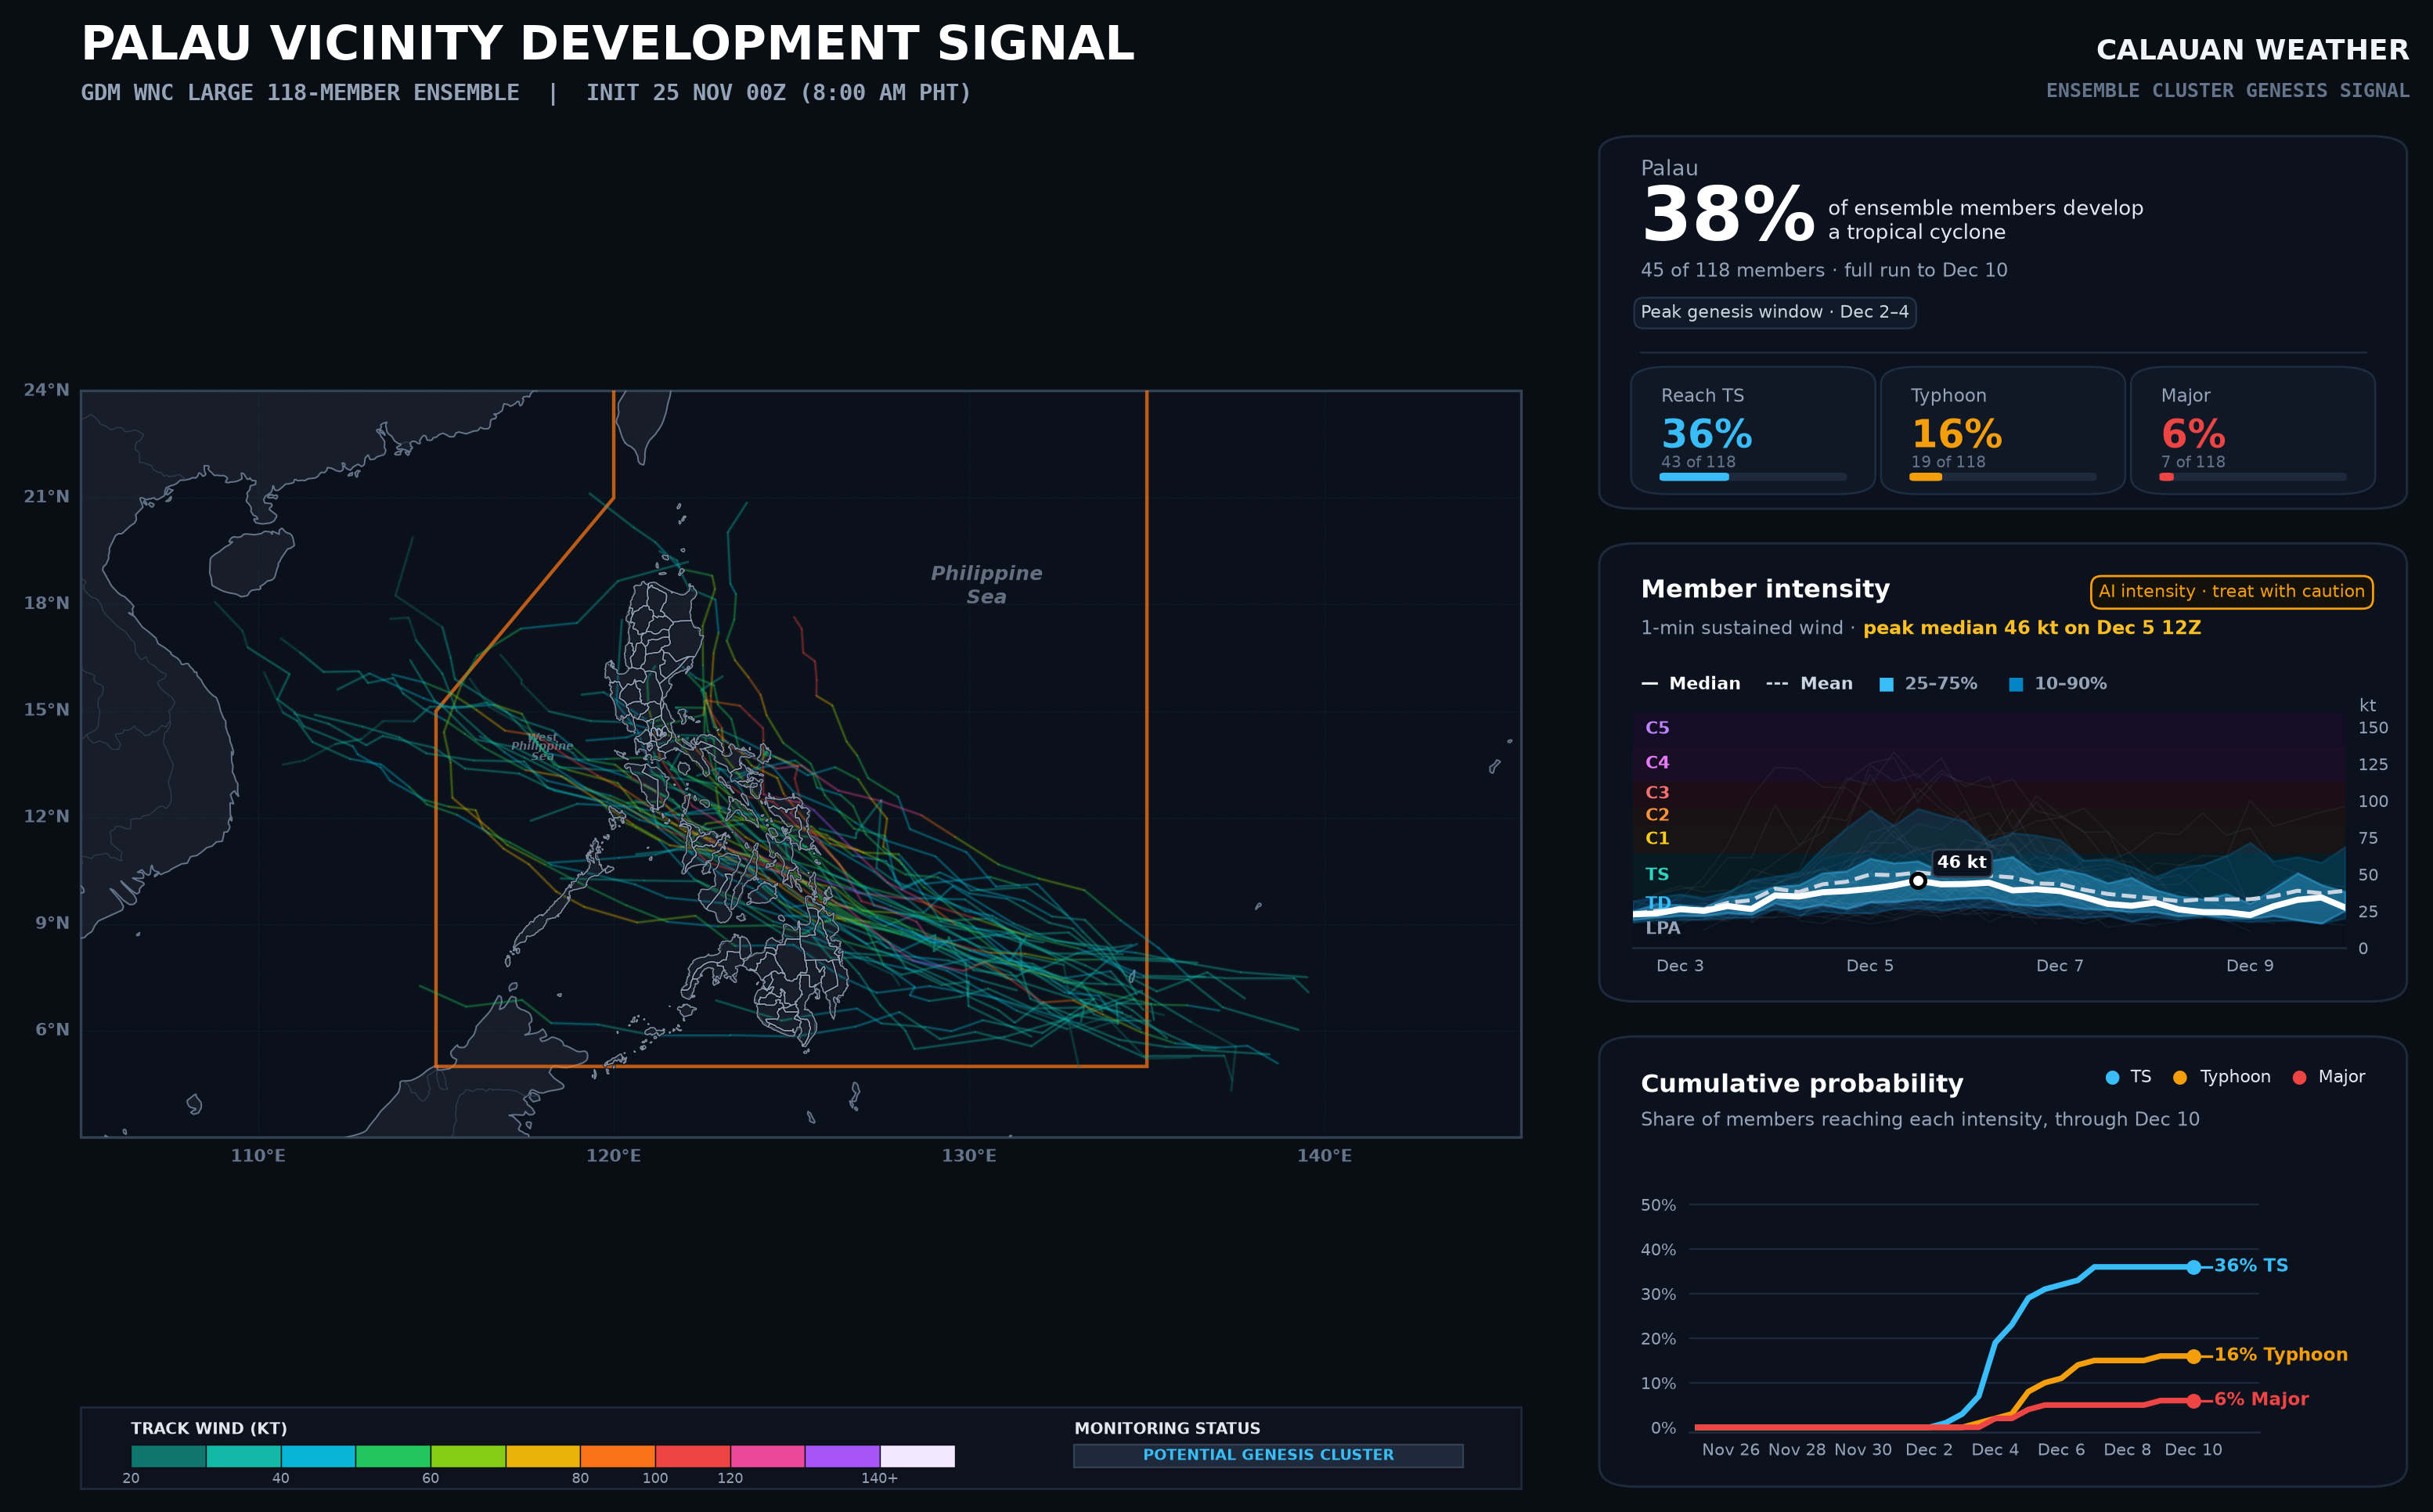 PALAU VICINITY DEVELOPMENT SIGNAL
GDM WNC LARGE 118-MEMBER ENSEMBLE | INIT 25 NOV 00Z (8:00 AM PHT)
CALAUAN WEATHER
ENSEMBLE CLUSTER GENESIS SIGNAL
24°N
21°N
18°N
15°N
12°N
9°N
6°N
110°E
120°E
130°E
140°E
Philippine
Sea
West
Philippine
Sea
TRACK WIND (KT)
20
40
60
80
100
120
140+
MONITORING STATUS
POTENTIAL GENESIS CLUSTER
Palau
38%
of ensemble members develop
a tropical cyclone
45 of 118 members · full run to Dec 10
Peak genesis window · Dec 2–4
Reach TS
36%
43 of 118
Typhoon
16%
19 of 118
Major
6%
7 of 118
Member intensity
AI intensity · treat with caution
1-min sustained wind · peak median 46 kt on Dec 5 12Z
Median
Mean
25–75%
10–90%
kt
C5
C4
C3
C2
C1
TS
TD
LPA
46 kt
150
125
100
75
50
25
0
Dec 3
Dec 5
Dec 7
Dec 9
Cumulative probability
TS
Typhoon
Major
Share of members reaching each intensity, through Dec 10
50%
40%
30%
20%
10%
0%
36% TS
16% Typhoon
6% Major
Nov 26
Nov 28
Nov 30
Dec 2
Dec 4
Dec 6
Dec 8
Dec 10